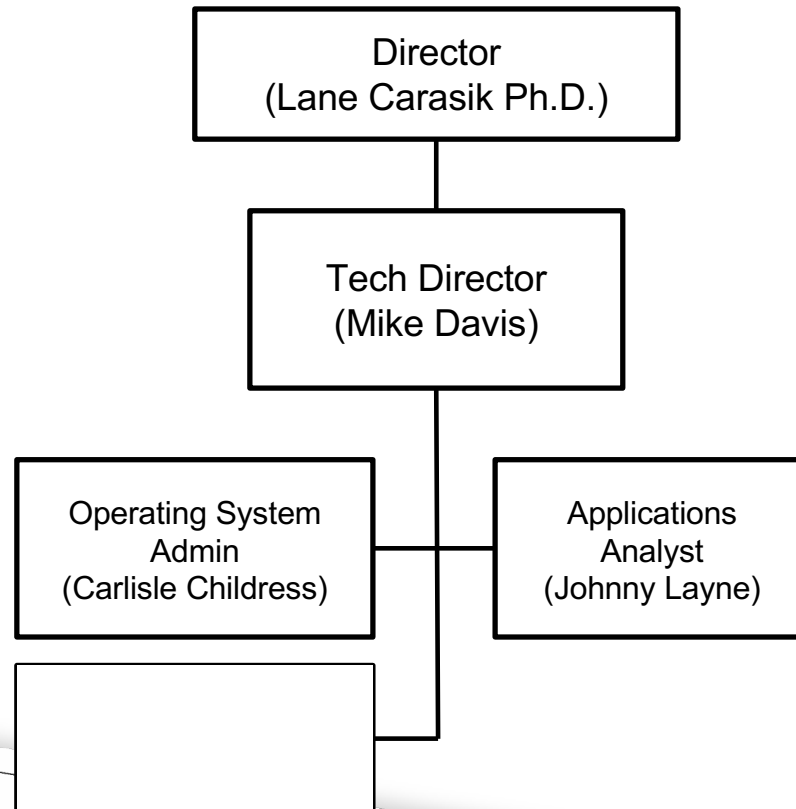 Director
(Lane Carasik Ph.D.)
Tech Director
(Mike Davis)
Operating System
Admin
(Carlisle Childress)
Applications
Analyst
(Johnny Layne)